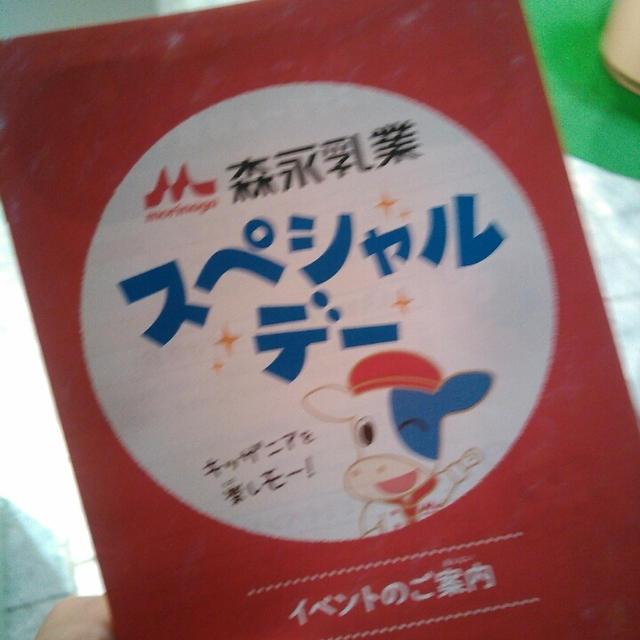 morinaga 森永乳業
スペシャル
デー
キッザニアを
楽しモー!
イベントのご案内